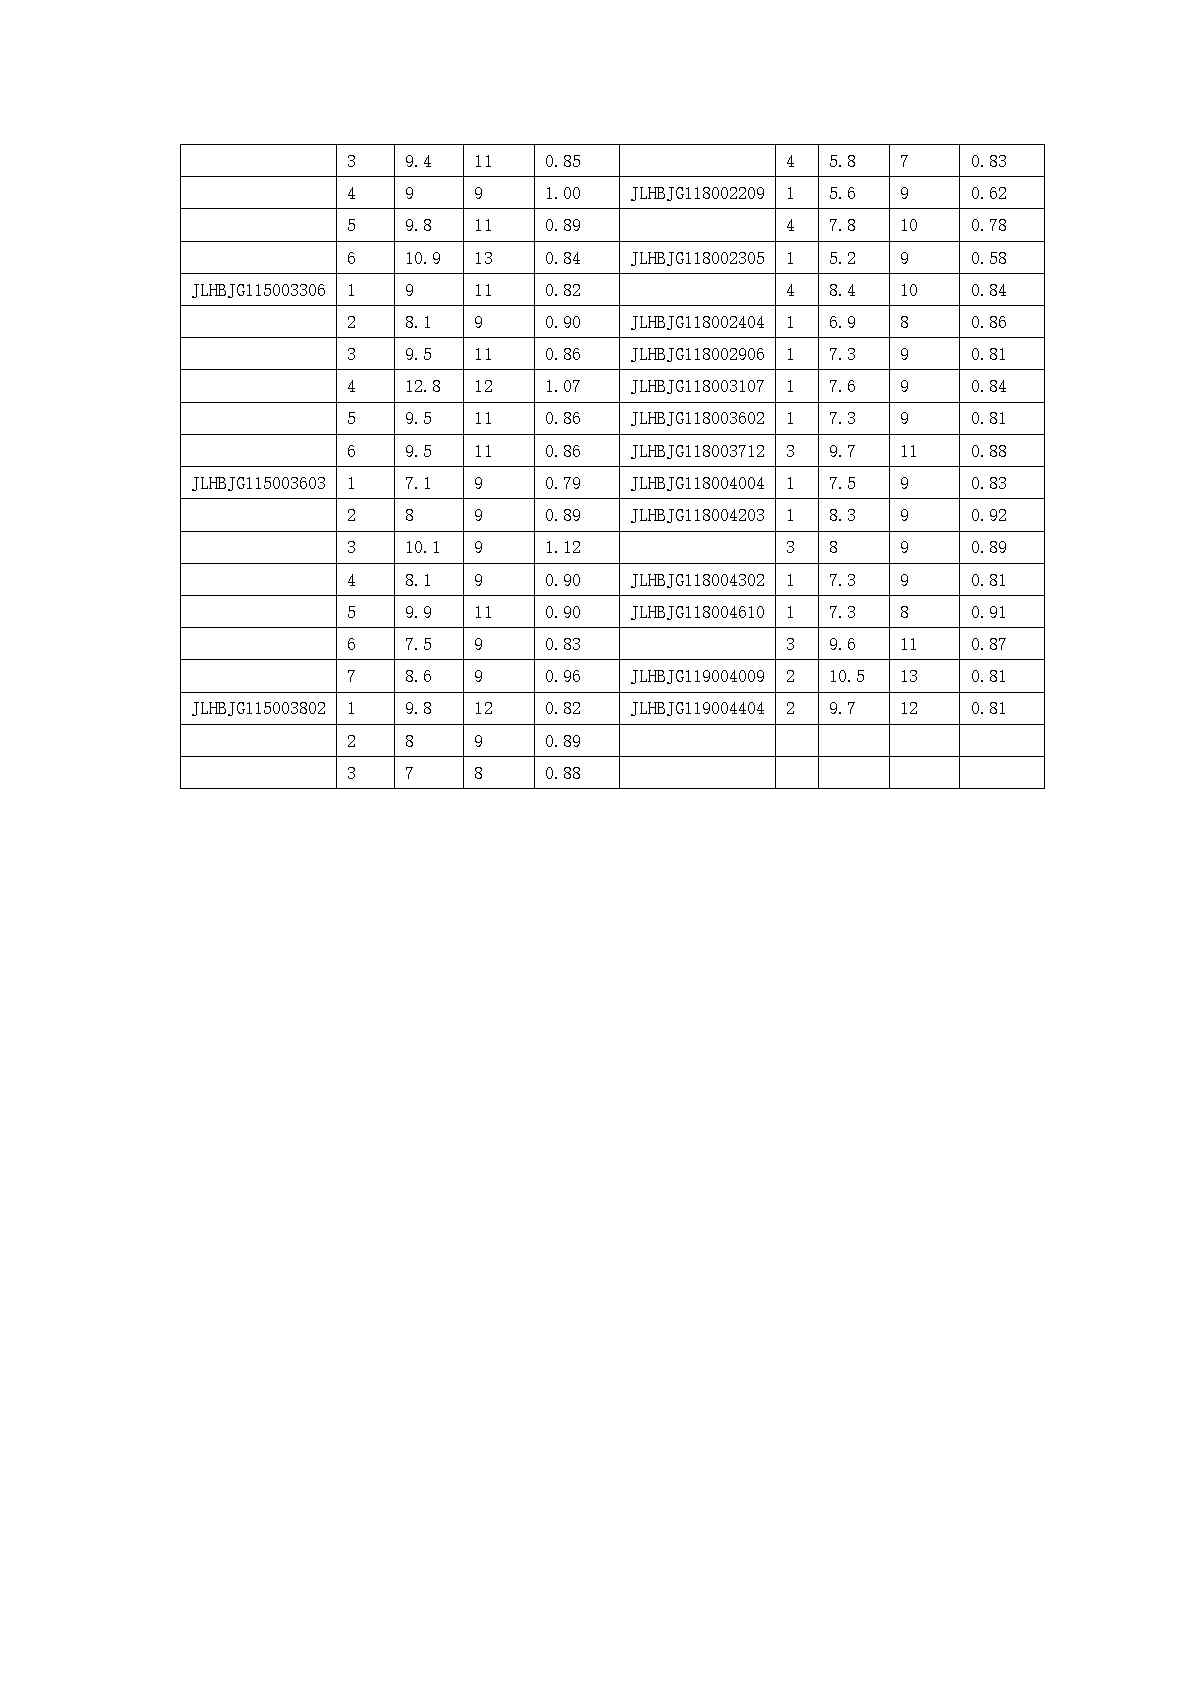 3 9.4 11 0.85 4 5.8 7 0.83
4 9 9 1.00 JLHBJG118002209 1 5.6 9 0.62
5 9.8 11 0.89 4 7.8 10 0.78
6 10.9 13 0.84 JLHBJG118002305 1 5.2 9 0.58
JLHBJG115003306 1 9 11 0.82 4 8.4 10 0.84
2 8.1 9 0.90 JLHBJG118002404 1 6.9 8 0.86
3 9.5 11 0.86 JLHBJG118002906 1 7.3 9 0.81
4 12.8 12 1.07 JLHBJG118003107 1 7.6 9 0.84
5 9.5 11 0.86 JLHBJG118003602 1 7.3 9 0.81
6 9.5 11 0.86 JLHBJG118003712 3 9.7 11 0.88
JLHBJG115003603 1 7.1 9 0.79 JLHBJG118004004 1 7.5 9 0.83
2 8 9 0.89 JLHBJG118004203 1 8.3 9 0.92
3 10.1 9 1.12 3 8 9 0.89
4 8.1 9 0.90 JLHBJG118004302 1 7.3 9 0.81
5 9.9 11 0.90 JLHBJG118004610 1 7.3 8 0.91
6 7.5 9 0.83 3 9.6 11 0.87
7 8.6 9 0.96 JLHBJG119004009 2 10.5 13 0.81
JLHBJG115003802 1 9.8 12 0.82 JLHBJG119004404 2 9.7 12 0.81
2 8 9 0.89
3 7 8 0.88